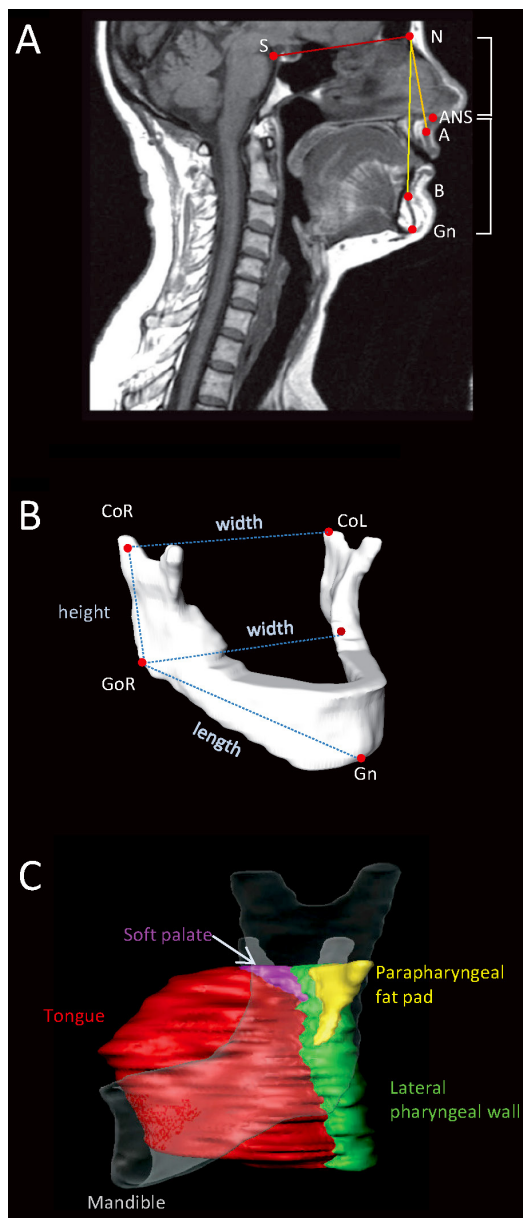 A
S
N
ANS
A
B
Gn
B
CoR
width
CoL
height
width
GoR
length
Gn
C
Soft palate
Parapharyngeal
fat pad
Tongue
Lateral
pharyngeal wall
Mandible